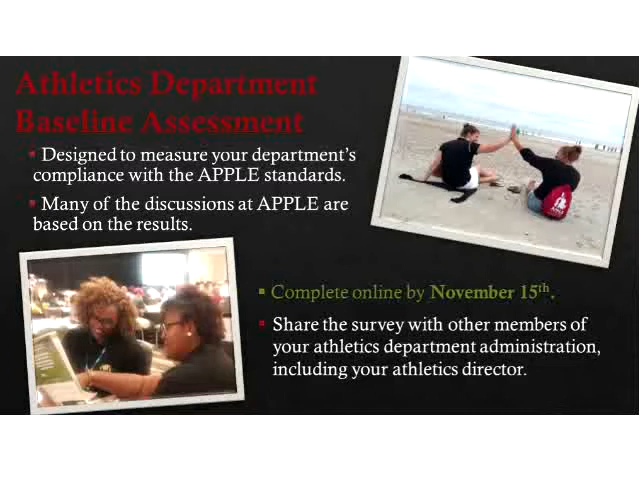 Athletics Department
Baseline Assessment
▪ Designed to measure your department's
compliance with the APPLE standards.
▪ Many of the discussions at APPLE are
based on the results.
▪ Complete online by November 15th.
▪ Share the survey with other members of
your athletics department administration,
including your athletics director.